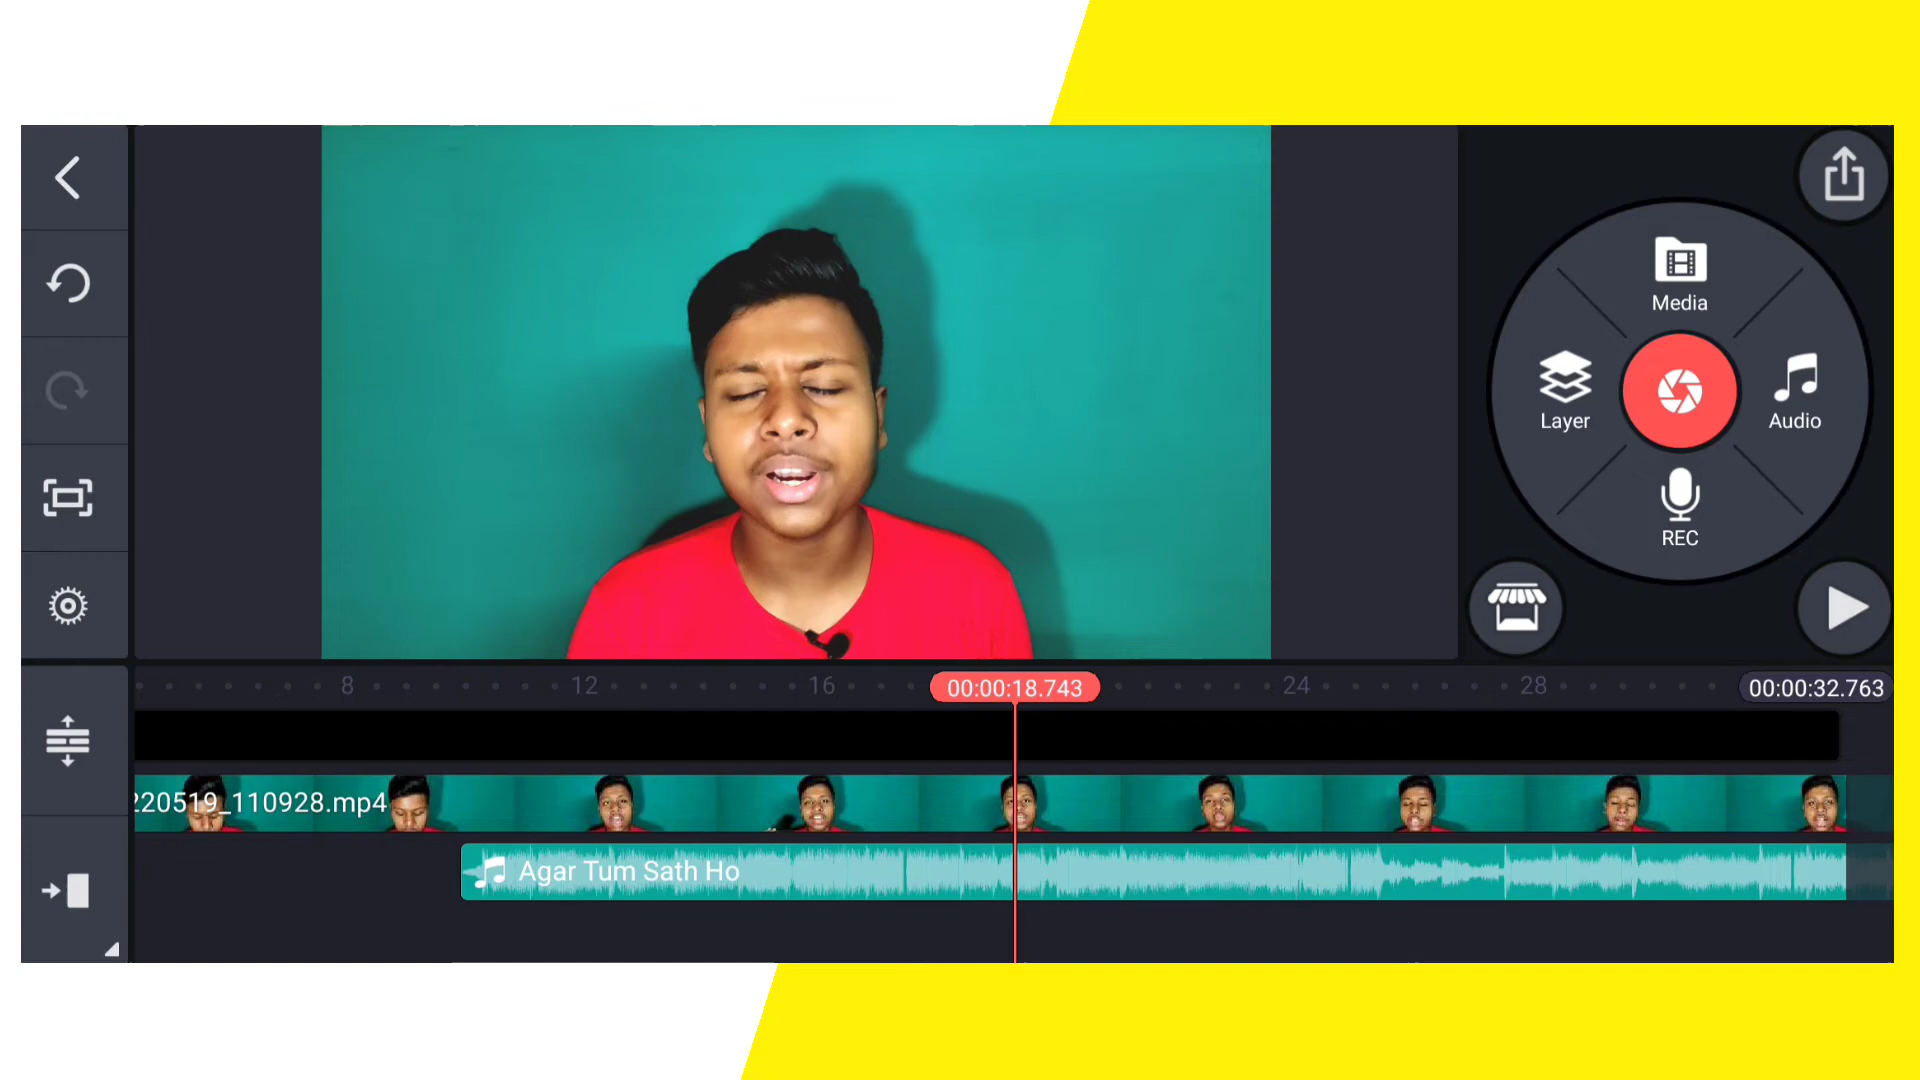 Media
Layer
Audio
REC
8
12
16
00:00:18.743
24
28
00:00:32.763
220519_110928.mp4
Agar Tum Sath Ho